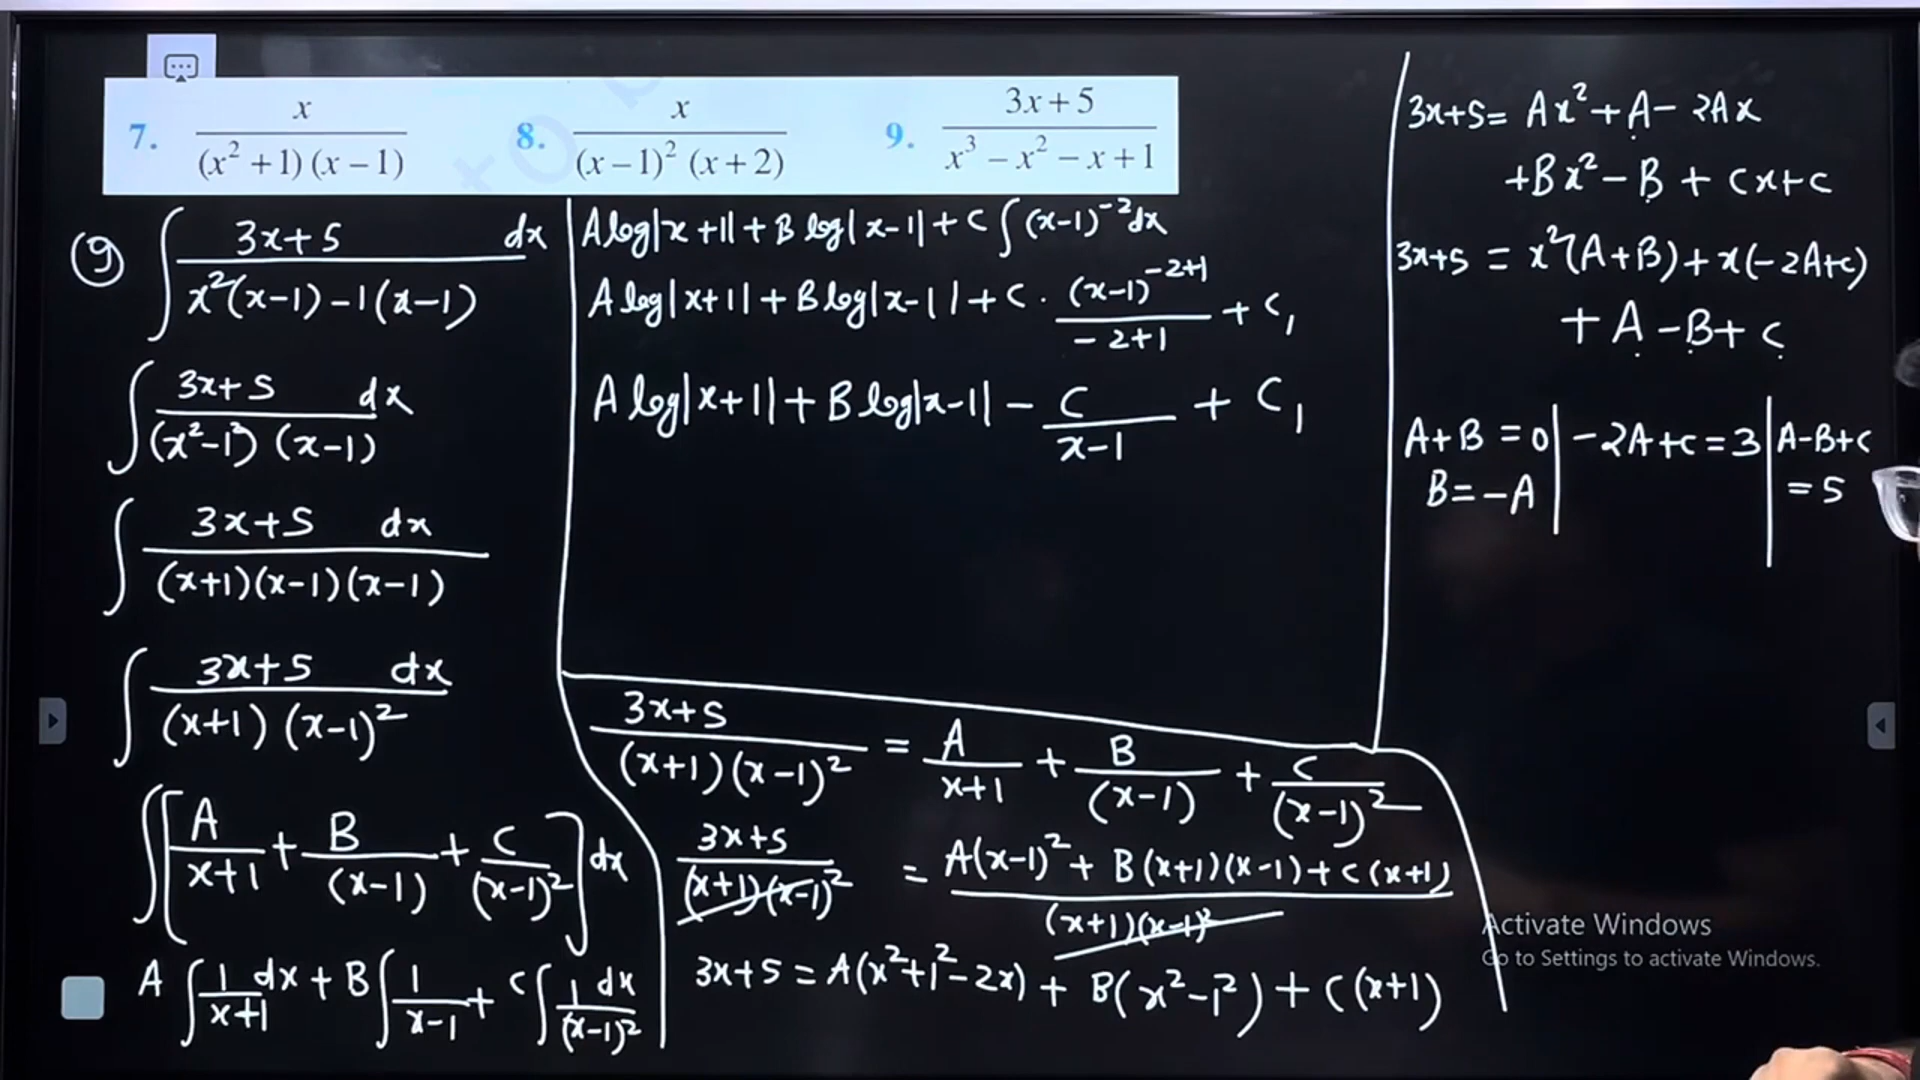 7. x / (x² + 1) (x − 1)   8. x / (x − 1)² (x + 2)   9. 3x + 5 / x³ − x² − x + 1
(9) ∫ 3x+5 / x²(x-1) - 1(x-1) dx
∫ 3x+5 / (x²-1²) (x-1) dx
∫ 3x+5 / (x+1)(x-1)(x-1) dx
∫ 3x+5 / (x+1) (x-1)² dx
∫ [ A / x+1 + B / (x-1) + C / (x-1)² ] dx
A ∫ 1 / x+1 dx + B ∫ 1 / x-1 + C ∫ 1 / (x-1)² dx
A log|x+1| + B log|x-1| + C ∫ (x-1)⁻² dx
A log|x+1| + B log|x-1| + C · (x-1)⁻²⁺¹ / -2+1 + C₁
A log|x+1| + B log|x-1| - C / x-1 + C₁
3x+5 / (x+1)(x-1)² = A / x+1 + B / (x-1) + C / (x-1)²
3x+5 / (x+1)(x-1)² = A(x-1)² + B(x+1)(x-1) + C(x+1) / (x+1)(x-1)²
3x+5 = A(x²+1²-2x) + B(x²-1²) + C(x+1)
3x+5 = Ax² + A - 2Ax
+Bx² - B + Cx+C
3x+5 = x²(A+B) + x(-2A+C)
+ A - B + C
A+B = 0 | -2A+C = 3 | A-B+C
B = -A | = 5
Activate Windows
Go to Settings to activate Windows.